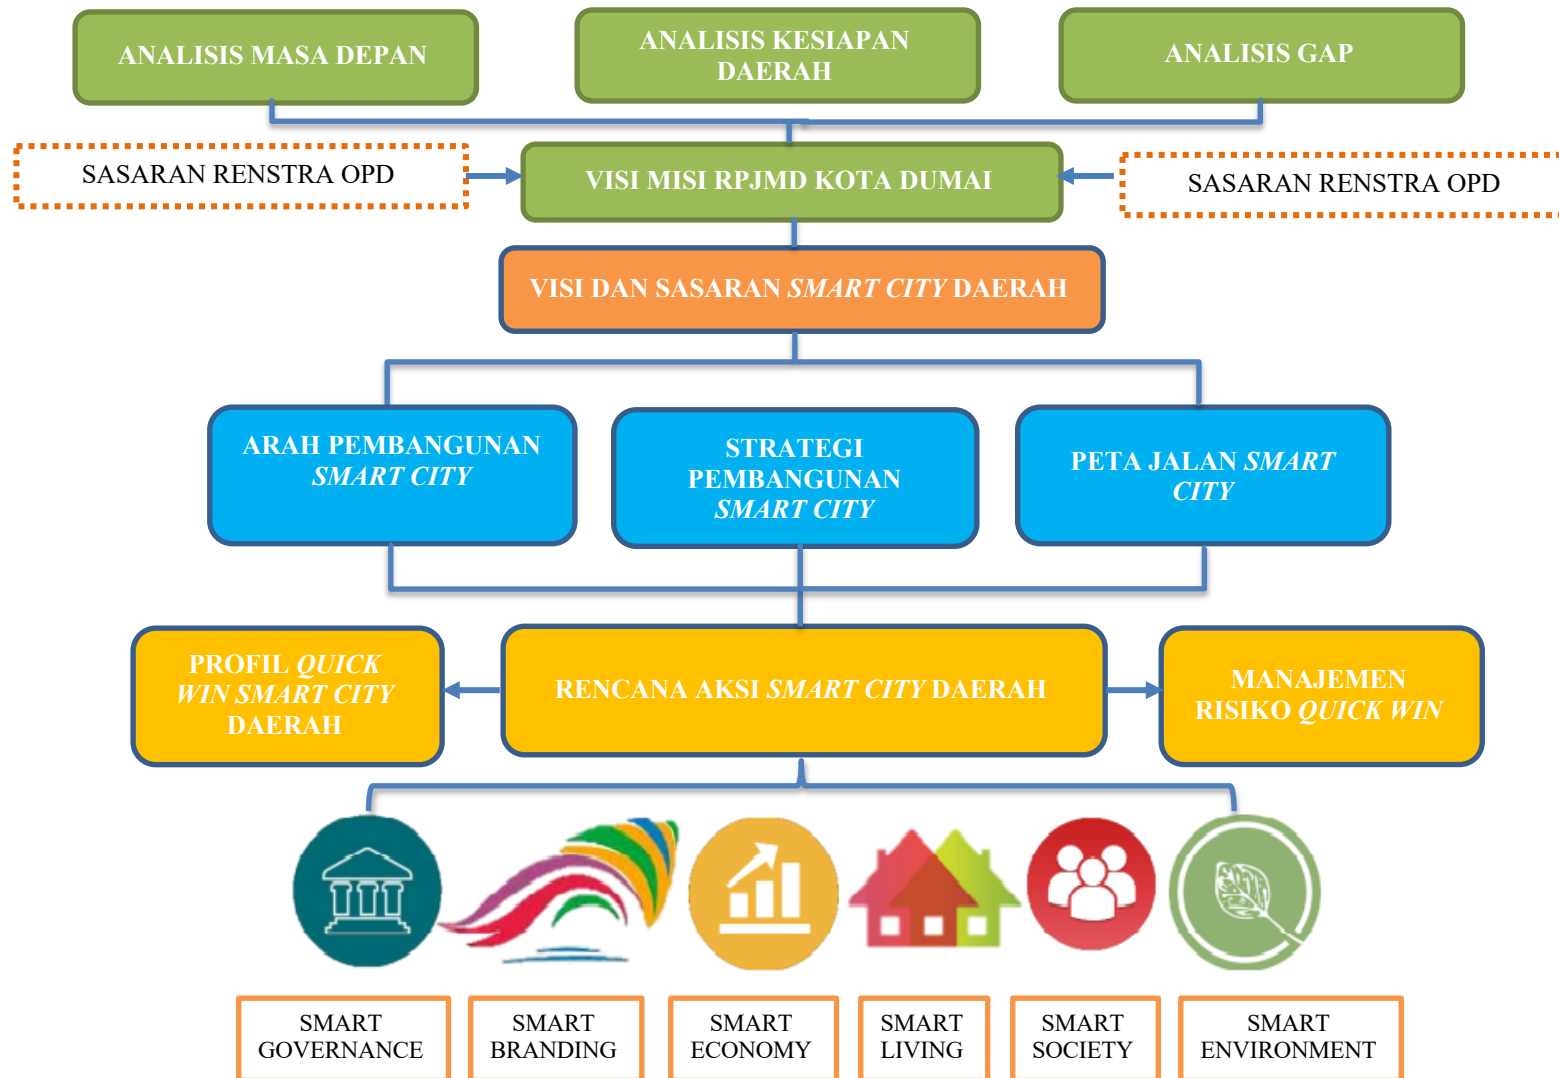 ANALISIS MASA DEPAN
ANALISIS KESIAPAN
DAERAH
ANALISIS GAP
SASARAN RENSTRA OPD
VISI MISI RPJMD KOTA DUMAI
SASARAN RENSTRA OPD
VISI DAN SASARAN SMART CITY DAERAH
ARAH PEMBANGUNAN
SMART CITY
STRATEGI
PEMBANGUNAN
SMART CITY
PETA JALAN SMART
CITY
PROFIL QUICK
WIN SMART CITY
DAERAH
RENCANA AKSI SMART CITY DAERAH
MANAJEMEN
RISIKO QUICK WIN
SMART
GOVERNANCE
SMART
BRANDING
SMART
ECONOMY
SMART
LIVING
SMART
SOCIETY
SMART
ENVIRONMENT